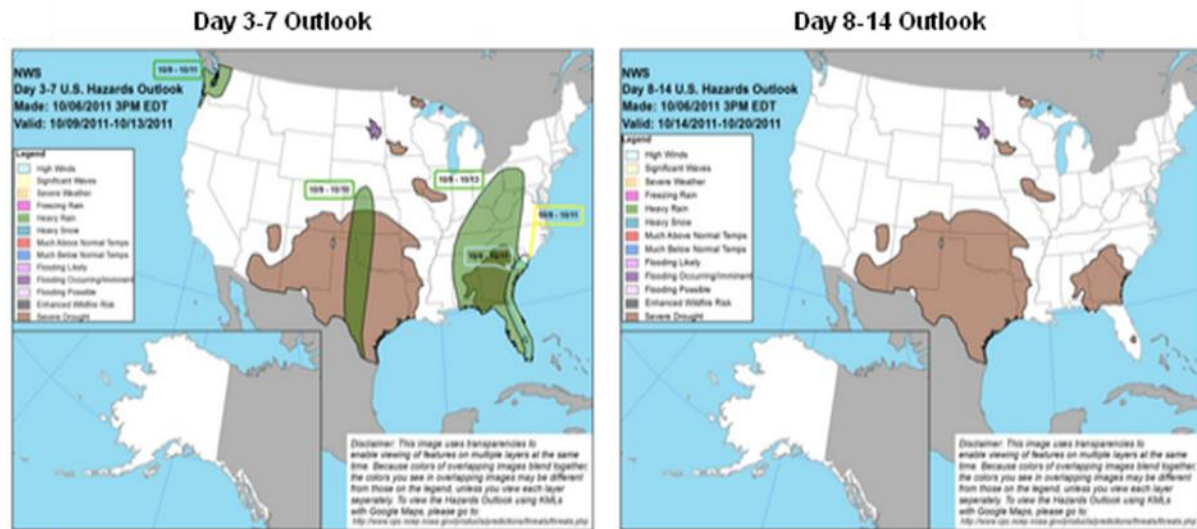 Day 3-7 Outlook
NWS
Day 3-7 U.S. Hazards Outlook
Made: 10/06/2011 3PM EDT
Valid: 10/09/2011-10/13/2011
Legend
High Winds
Significant Waves
Severe Weather
Freezing Rain
Heavy Rain
Heavy Snow
Much Above Normal Temps
Much Below Normal Temps
Flooding Likely
Flooding Occurring/Imminent
Flooding Possible
Enhanced Wildfire Risk
Severe Drought
10/9 - 10/11
10/9 - 10/10
10/9 - 10/13
10/9 - 10/11
Disclaimer: This image uses transparencies to
enable viewing of features on multiple layers at the same
time. Because colors of overlapping images blend together,
the colors you see in overlapping images may be different
from those on the legend, unless you view each layer
seperately. To view the Hazards Outlook using KMLs
with Google Maps, please go to:
Day 8-14 Outlook
NWS
Day 8-14 U.S. Hazards Outlook
Made: 10/06/2011 3PM EDT
Valid: 10/14/2011-10/20/2011
Legend
High Winds
Significant Waves
Severe Weather
Freezing Rain
Heavy Rain
Heavy Snow
Much Above Normal Temps
Much Below Normal Temps
Flooding Likely
Flooding Occurring/Imminent
Flooding Possible
Enhanced Wildfire Risk
Severe Drought
Disclaimer: This image uses transparencies to
enable viewing of features on multiple layers at the same
time. Because colors of overlapping images blend together,
the colors you see in overlapping images may be different
from those on the legend, unless you view each layer
seperately. To view the Hazards Outlook using KMLs
with Google Maps, please go to: